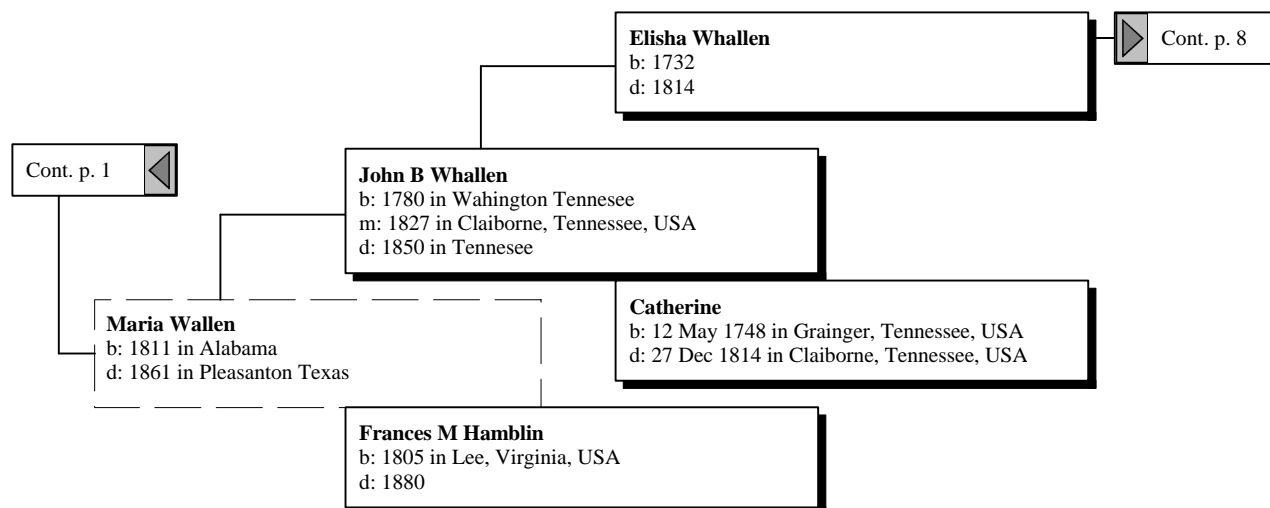 Elisha Whallen
b: 1732
d: 1814
Cont. p. 8
Cont. p. 1
John B Whallen
b: 1780 in Wahington Tennesee
m: 1827 in Claiborne, Tennessee, USA
d: 1850 in Tennesee
Catherine
b: 12 May 1748 in Grainger, Tennessee, USA
d: 27 Dec 1814 in Claiborne, Tennessee, USA
Maria Wallen
b: 1811 in Alabama
d: 1861 in Pleasanton Texas
Frances M Hamblin
b: 1805 in Lee, Virginia, USA
d: 1880